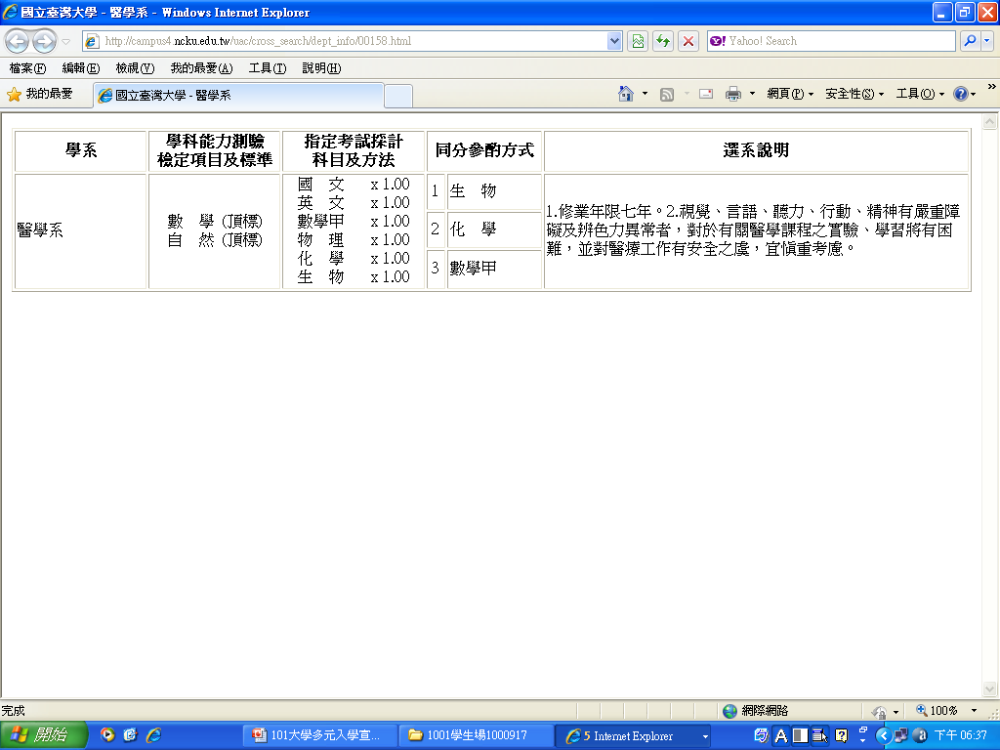 國立臺灣大學 - 醫學系 - Windows Internet Explorer
http://campus4.ncku.edu.tw/uac/cross_search/dept_info/00158.html
Yahoo! Search
檔案(F) 編輯(E) 檢視(V) 我的最愛(A) 工具(T) 說明(H)
我的最愛 國立臺灣大學 - 醫學系 網頁(P) 安全性(S) 工具(O) »
學系
學科能力測驗
檢定項目及標準
指定考試採計
科目及方法
同分參酌方式
選系說明
醫學系
數 學 (頂標)
自 然 (頂標)
國 文 x 1.00
英 文 x 1.00
數學甲 x 1.00
物 理 x 1.00
化 學 x 1.00
生 物 x 1.00
1 生 物
2 化 學
3 數學甲
1.修業年限七年。2.視覺、言語、聽力、行動、精神有嚴重障
礙及辨色力異常者，對於有關醫學課程之實驗、學習將有困
難，並對醫療工作有安全之虞，宜慎重考慮。
完成 網際網路 100%
開始 101大學多元入學宣... 1001學生場1000917 5 Internet Explorer A 下午 06:37